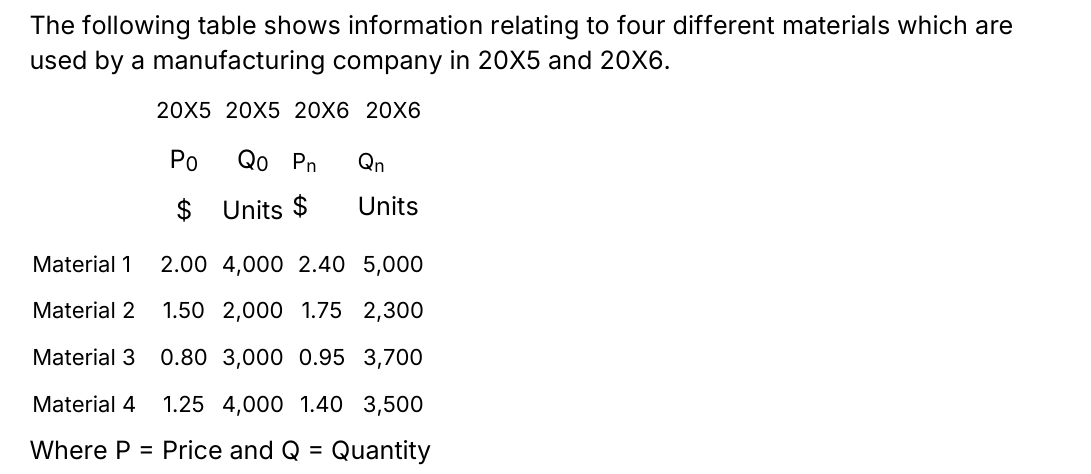 The following table shows information relating to four different materials which are
used by a manufacturing company in 20X5 and 20X6.
20X5 20X5 20X6 20X6
P0 Q0 Pn Qn
$ Units $ Units
Material 1 2.00 4,000 2.40 5,000
Material 2 1.50 2,000 1.75 2,300
Material 3 0.80 3,000 0.95 3,700
Material 4 1.25 4,000 1.40 3,500
Where P = Price and Q = Quantity